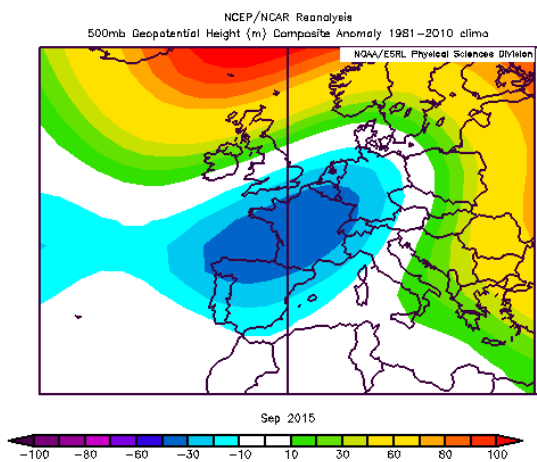 NCEP/NCAR Reanalysis
500mb Geopotential Height (m) Composite Anomaly 1981-2010 climo
NOAA/ESRL Physical Sciences Division
Sep 2015
-100 -80 -60 -30 -10 10 30 60 80 100